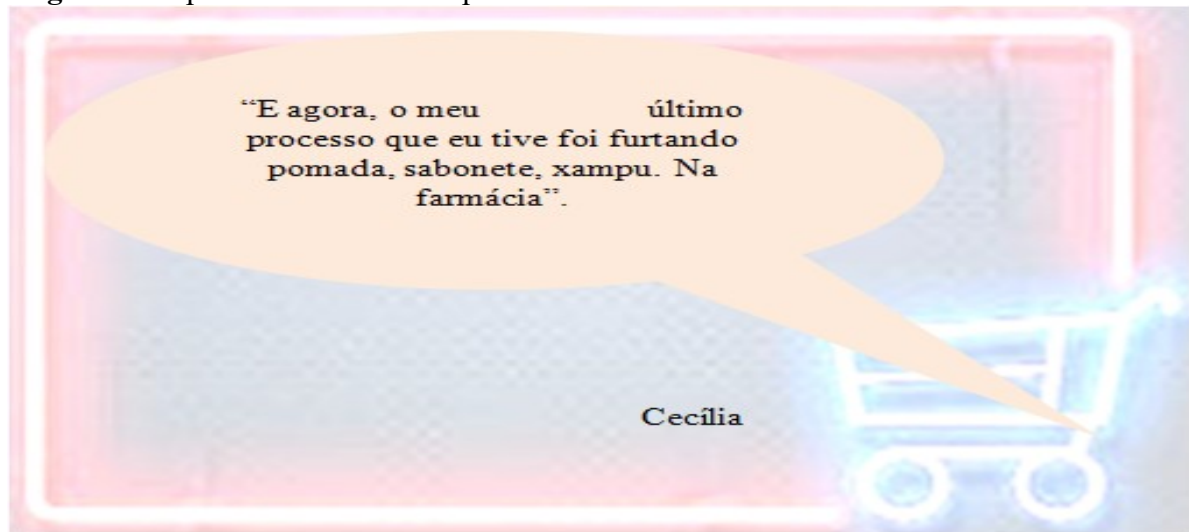 “E agora, o meu último
processo que eu tive foi furtando
pomada, sabonete, xampu. Na
farmácia”.
Cecília